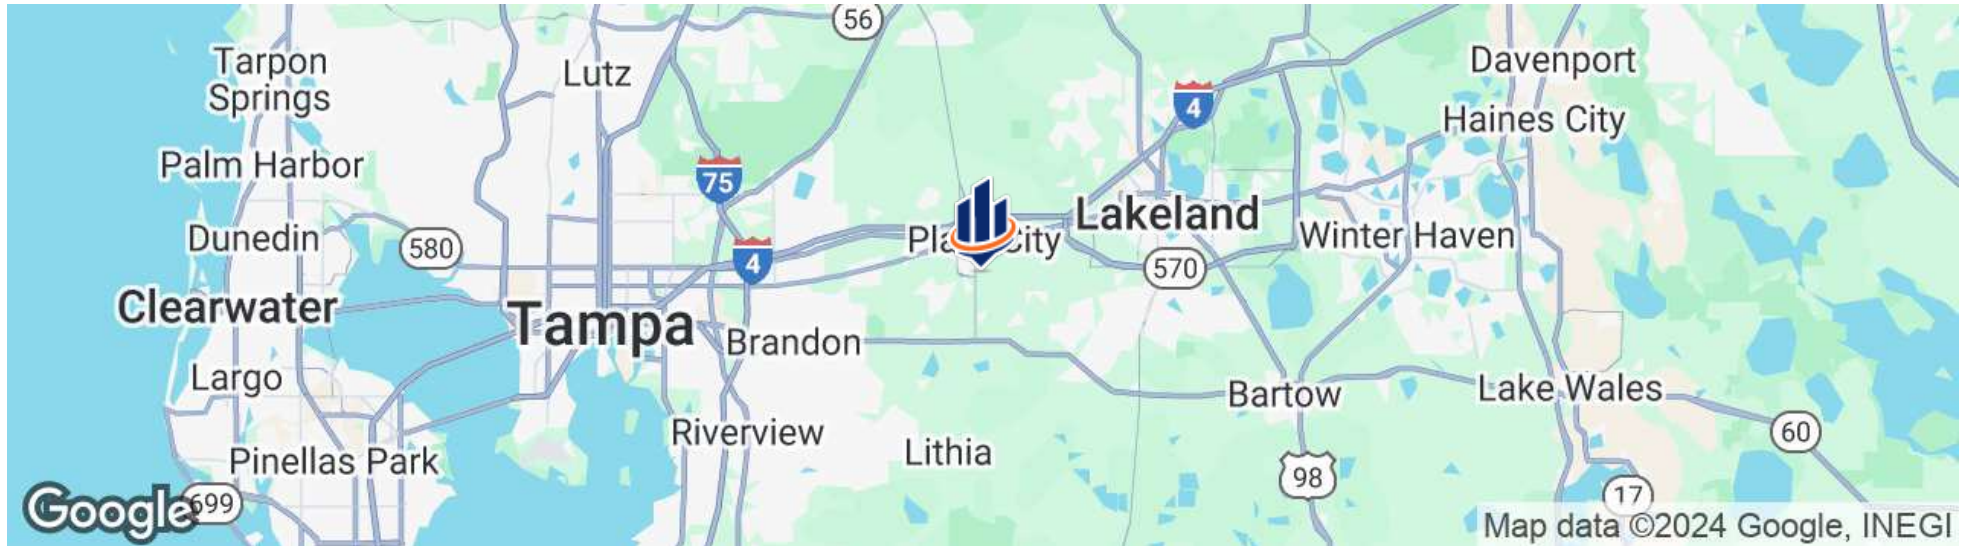 56
Tarpon
Springs
Lutz
Davenport
4
Haines City
Palm Harbor
75
Lakeland
Dunedin
580
4
City
Winter Haven
570
Clearwater
Tampa
Brandon
Largo
Bartow
Lake Wales
Riverview
Lithia
60
Pinellas Park
98
17
Google
699
Map data ©2024 Google, INEGI